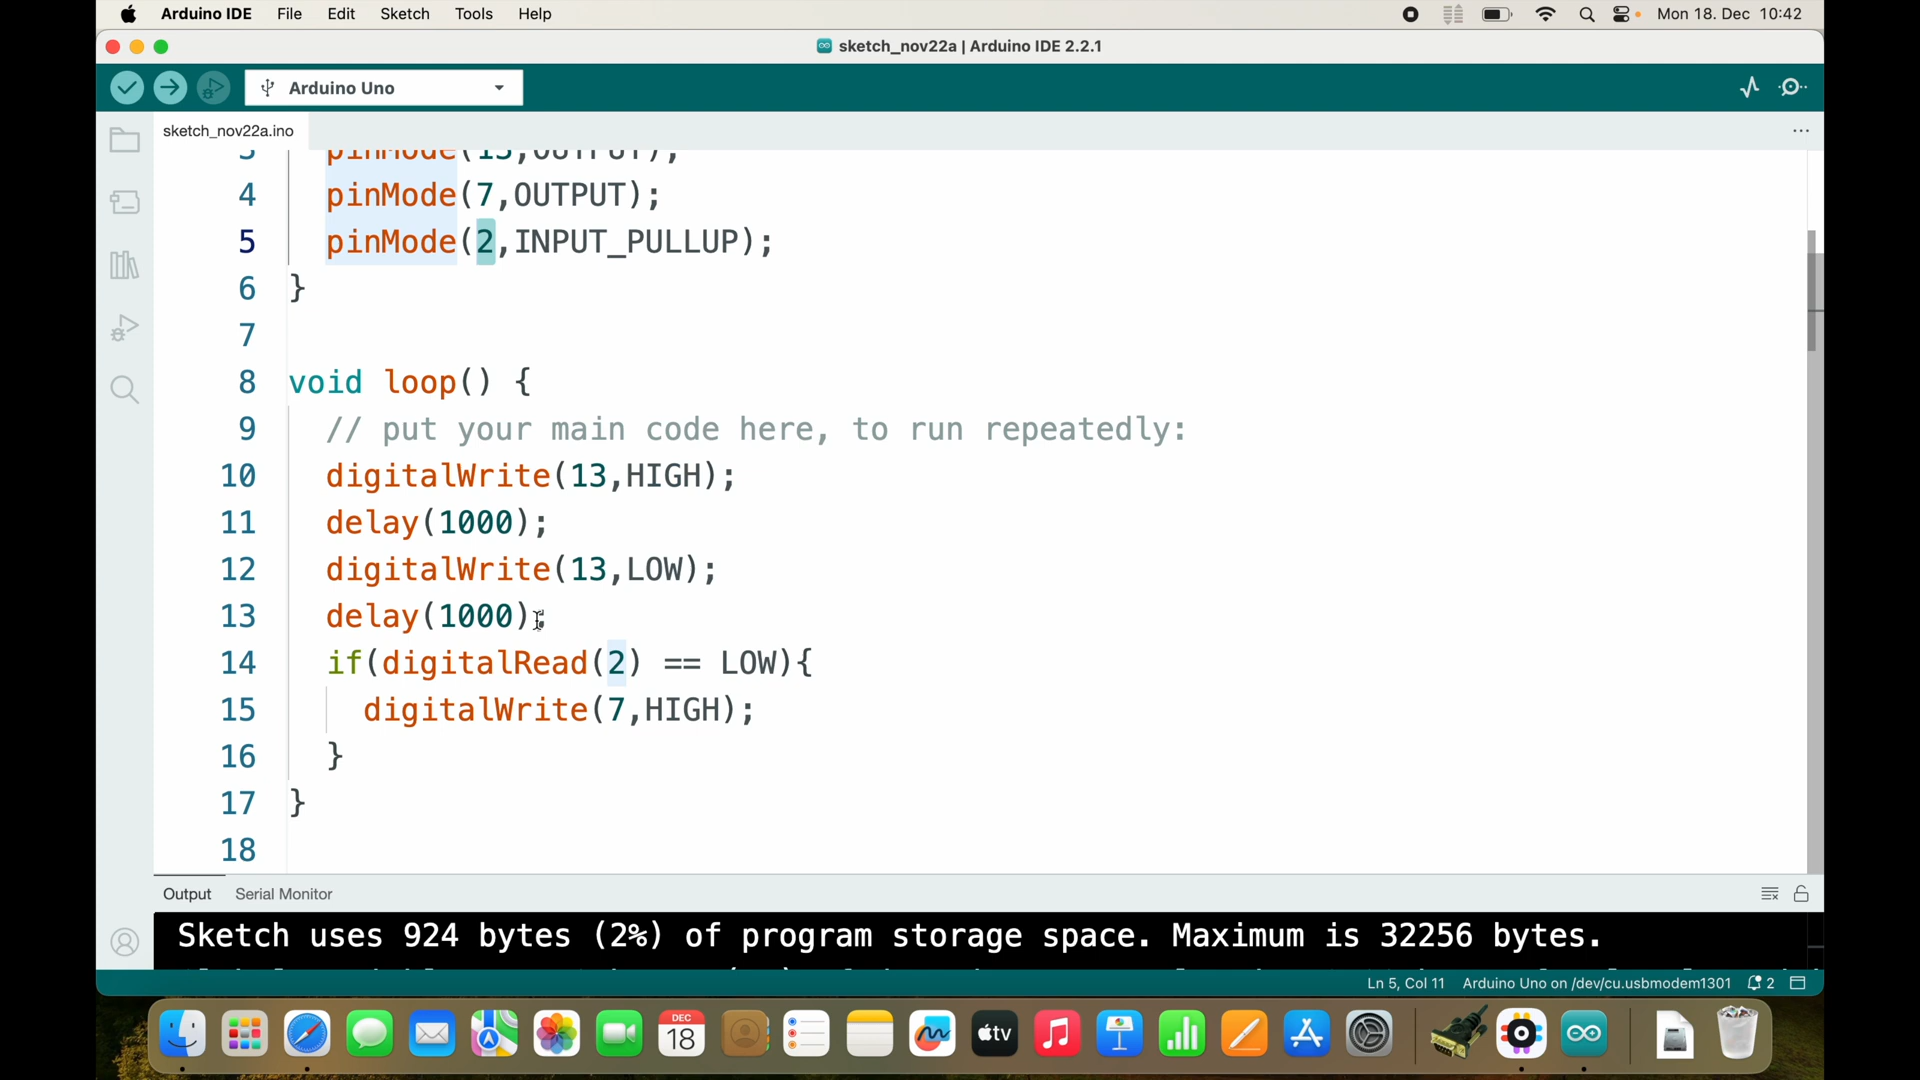 Arduino IDE File Edit Sketch Tools Help Mon 18. Dec 10:42
sketch_nov22a | Arduino IDE 2.2.1
Arduino Uno
sketch_nov22a.ino
3 pinMode(13,OUTPUT);
4 pinMode(7,OUTPUT);
5 pinMode(2,INPUT_PULLUP);
6 }
7
8 void loop() {
9 // put your main code here, to run repeatedly:
10 digitalWrite(13,HIGH);
11 delay(1000);
12 digitalWrite(13,LOW);
13 delay(1000);
14 if(digitalRead(2) == LOW){
15 digitalWrite(7,HIGH);
16 }
17 }
18
Output Serial Monitor
Sketch uses 924 bytes (2%) of program storage space. Maximum is 32256 bytes.
Ln 5, Col 11 Arduino Uno on /dev/cu.usbmodem1301 2
DEC
18
tv